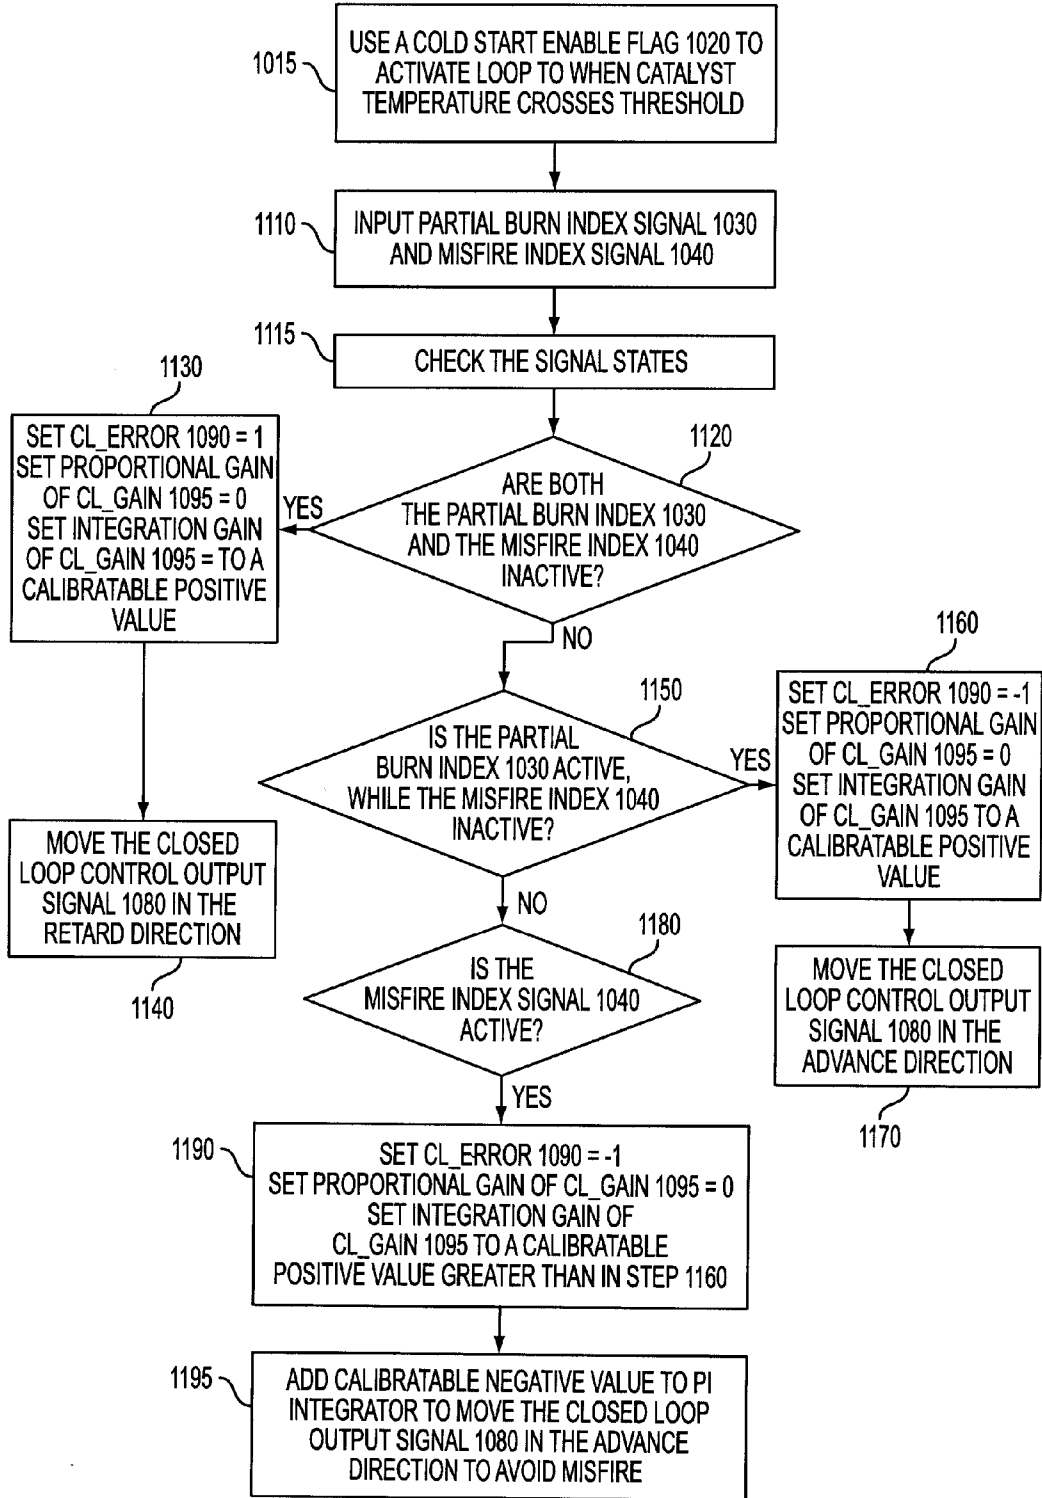 1015
USE A COLD START ENABLE FLAG 1020 TO
ACTIVATE LOOP TO WHEN CATALYST
TEMPERATURE CROSSES THRESHOLD
1110
INPUT PARTIAL BURN INDEX SIGNAL 1030
AND MISFIRE INDEX SIGNAL 1040
1115
CHECK THE SIGNAL STATES
1120
ARE BOTH
THE PARTIAL BURN INDEX 1030
AND THE MISFIRE INDEX 1040
INACTIVE?
YES
1130
SET CL_ERROR 1090 = 1
SET PROPORTIONAL GAIN
OF CL_GAIN 1095 = 0
SET INTEGRATION GAIN
OF CL_GAIN 1095 = TO A
CALIBRATABLE POSITIVE
VALUE
MOVE THE CLOSED
LOOP CONTROL OUTPUT
SIGNAL 1080 IN THE
RETARD DIRECTION
1140
NO
1150
IS THE PARTIAL
BURN INDEX 1030 ACTIVE,
WHILE THE MISFIRE INDEX 1040
INACTIVE?
YES
1160
SET CL_ERROR 1090 = -1
SET PROPORTIONAL GAIN
OF CL_GAIN 1095 = 0
SET INTEGRATION GAIN
OF CL_GAIN 1095 TO A
CALIBRATABLE POSITIVE
VALUE
MOVE THE CLOSED
LOOP CONTROL OUTPUT
SIGNAL 1080 IN THE
ADVANCE DIRECTION
1170
NO
1180
IS THE
MISFIRE INDEX SIGNAL 1040
ACTIVE?
YES
1190
SET CL_ERROR 1090 = -1
SET PROPORTIONAL GAIN OF CL_GAIN 1095 = 0
SET INTEGRATION GAIN OF
CL_GAIN 1095 TO A CALIBRATABLE
POSITIVE VALUE GREATER THAN IN STEP 1160
1195
ADD CALIBRATABLE NEGATIVE VALUE TO PI
INTEGRATOR TO MOVE THE CLOSED LOOP
OUTPUT SIGNAL 1080 IN THE ADVANCE
DIRECTION TO AVOID MISFIRE